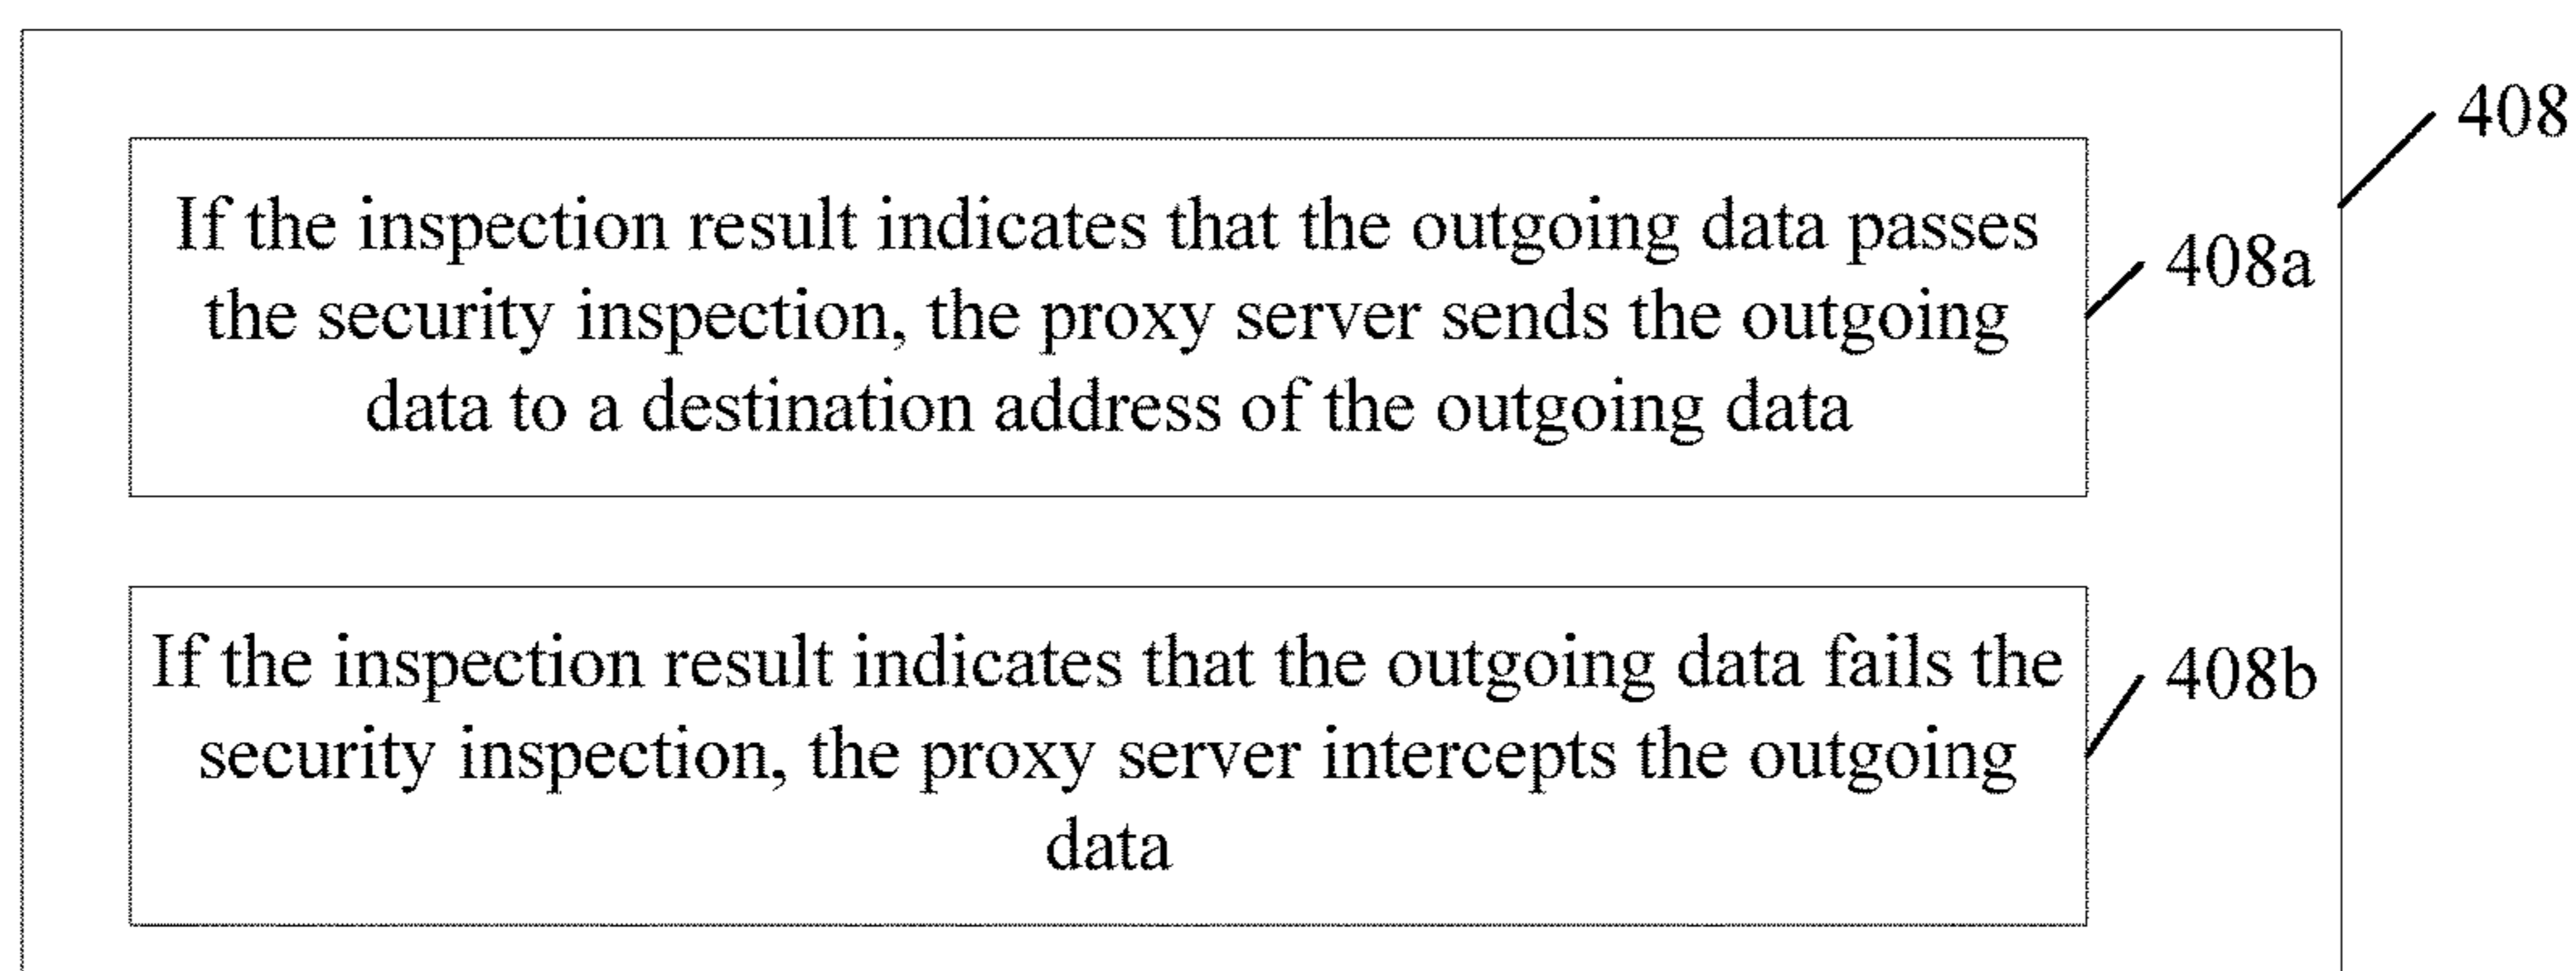 408
If the inspection result indicates that the outgoing data passes
the security inspection, the proxy server sends the outgoing
data to a destination address of the outgoing data
408a
If the inspection result indicates that the outgoing data fails the
security inspection, the proxy server intercepts the outgoing
data
408b